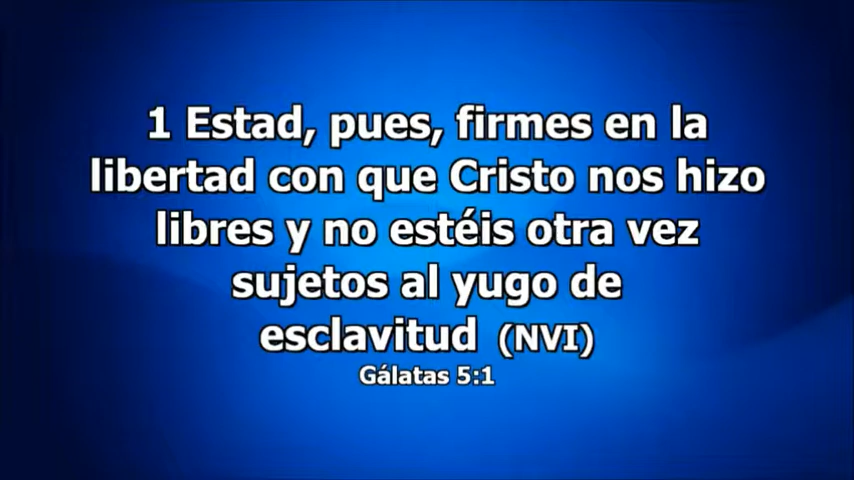 1 Estad, pues, firmes en la
libertad con que Cristo nos hizo
libres y no estéis otra vez
sujetos al yugo de
esclavitud (NVI)
Gálatas 5:1